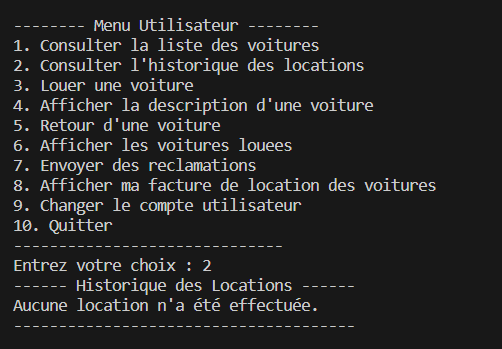 -------- Menu Utilisateur --------
1. Consulter la liste des voitures
2. Consulter l'historique des locations
3. Louer une voiture
4. Afficher la description d'une voiture
5. Retour d'une voiture
6. Afficher les voitures louees
7. Envoyer des reclamations
8. Afficher ma facture de location des voitures
9. Changer le compte utilisateur
10. Quitter
------------------------------
Entrez votre choix : 2
------ Historique des Locations ------
Aucune location n'a été effectuée.
--------------------------------------